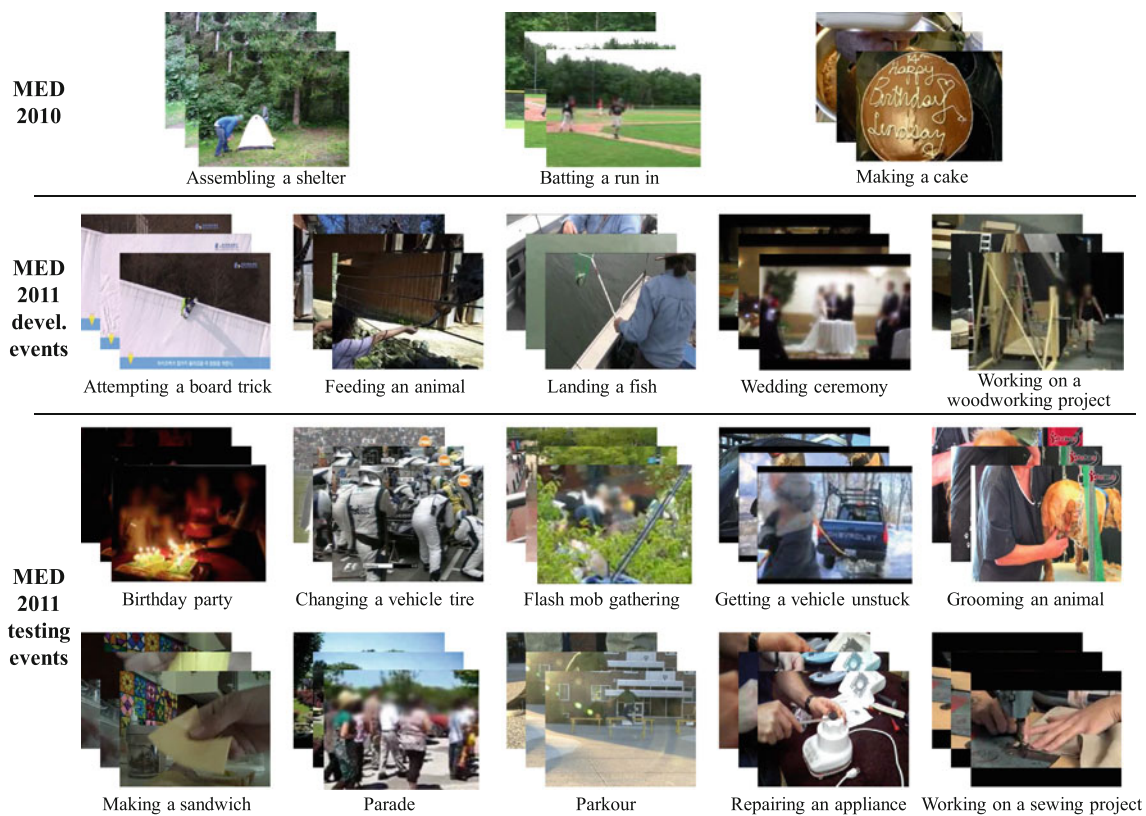 MED
2010
Happy
Birthday
Lindsay
Assembling a shelter
Batting a run in
Making a cake
MED
2011
devel.
events
Attempting a board trick
Feeding an animal
Landing a fish
Wedding ceremony
Working on a
woodworking project
MED
2011
testing
events
CHEVROLET
Birthday party
Changing a vehicle tire
Flash mob gathering
Getting a vehicle unstuck
Grooming an animal
Making a sandwich
Parade
Parkour
Repairing an appliance
Working on a sewing project